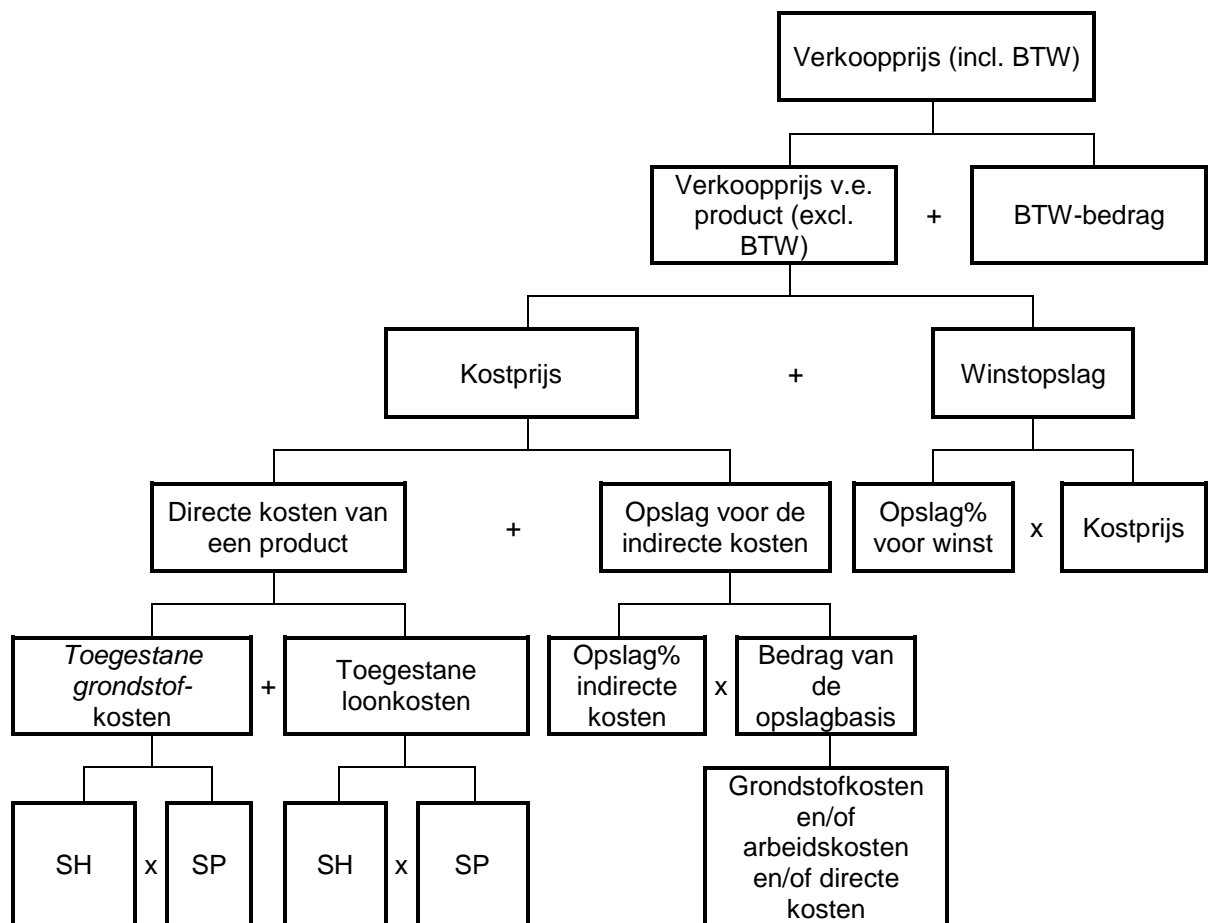 Verkoopprijs (incl. BTW)
Verkoopprijs v.e.
product (excl.
BTW)
+
BTW-bedrag
Kostprijs
+
Winstopslag
Directe kosten van
een product
+
Opslag voor de
indirecte kosten
Opslag%
voor winst
x
Kostprijs
Toegestane
grondstof-
kosten
+
Toegestane
loonkosten
Opslag%
indirecte
kosten
x
Bedrag van
de
opslagbasis
SH
x
SP
SH
x
SP
Grondstofkosten
en/of
arbeidskosten
en/of directe
kosten